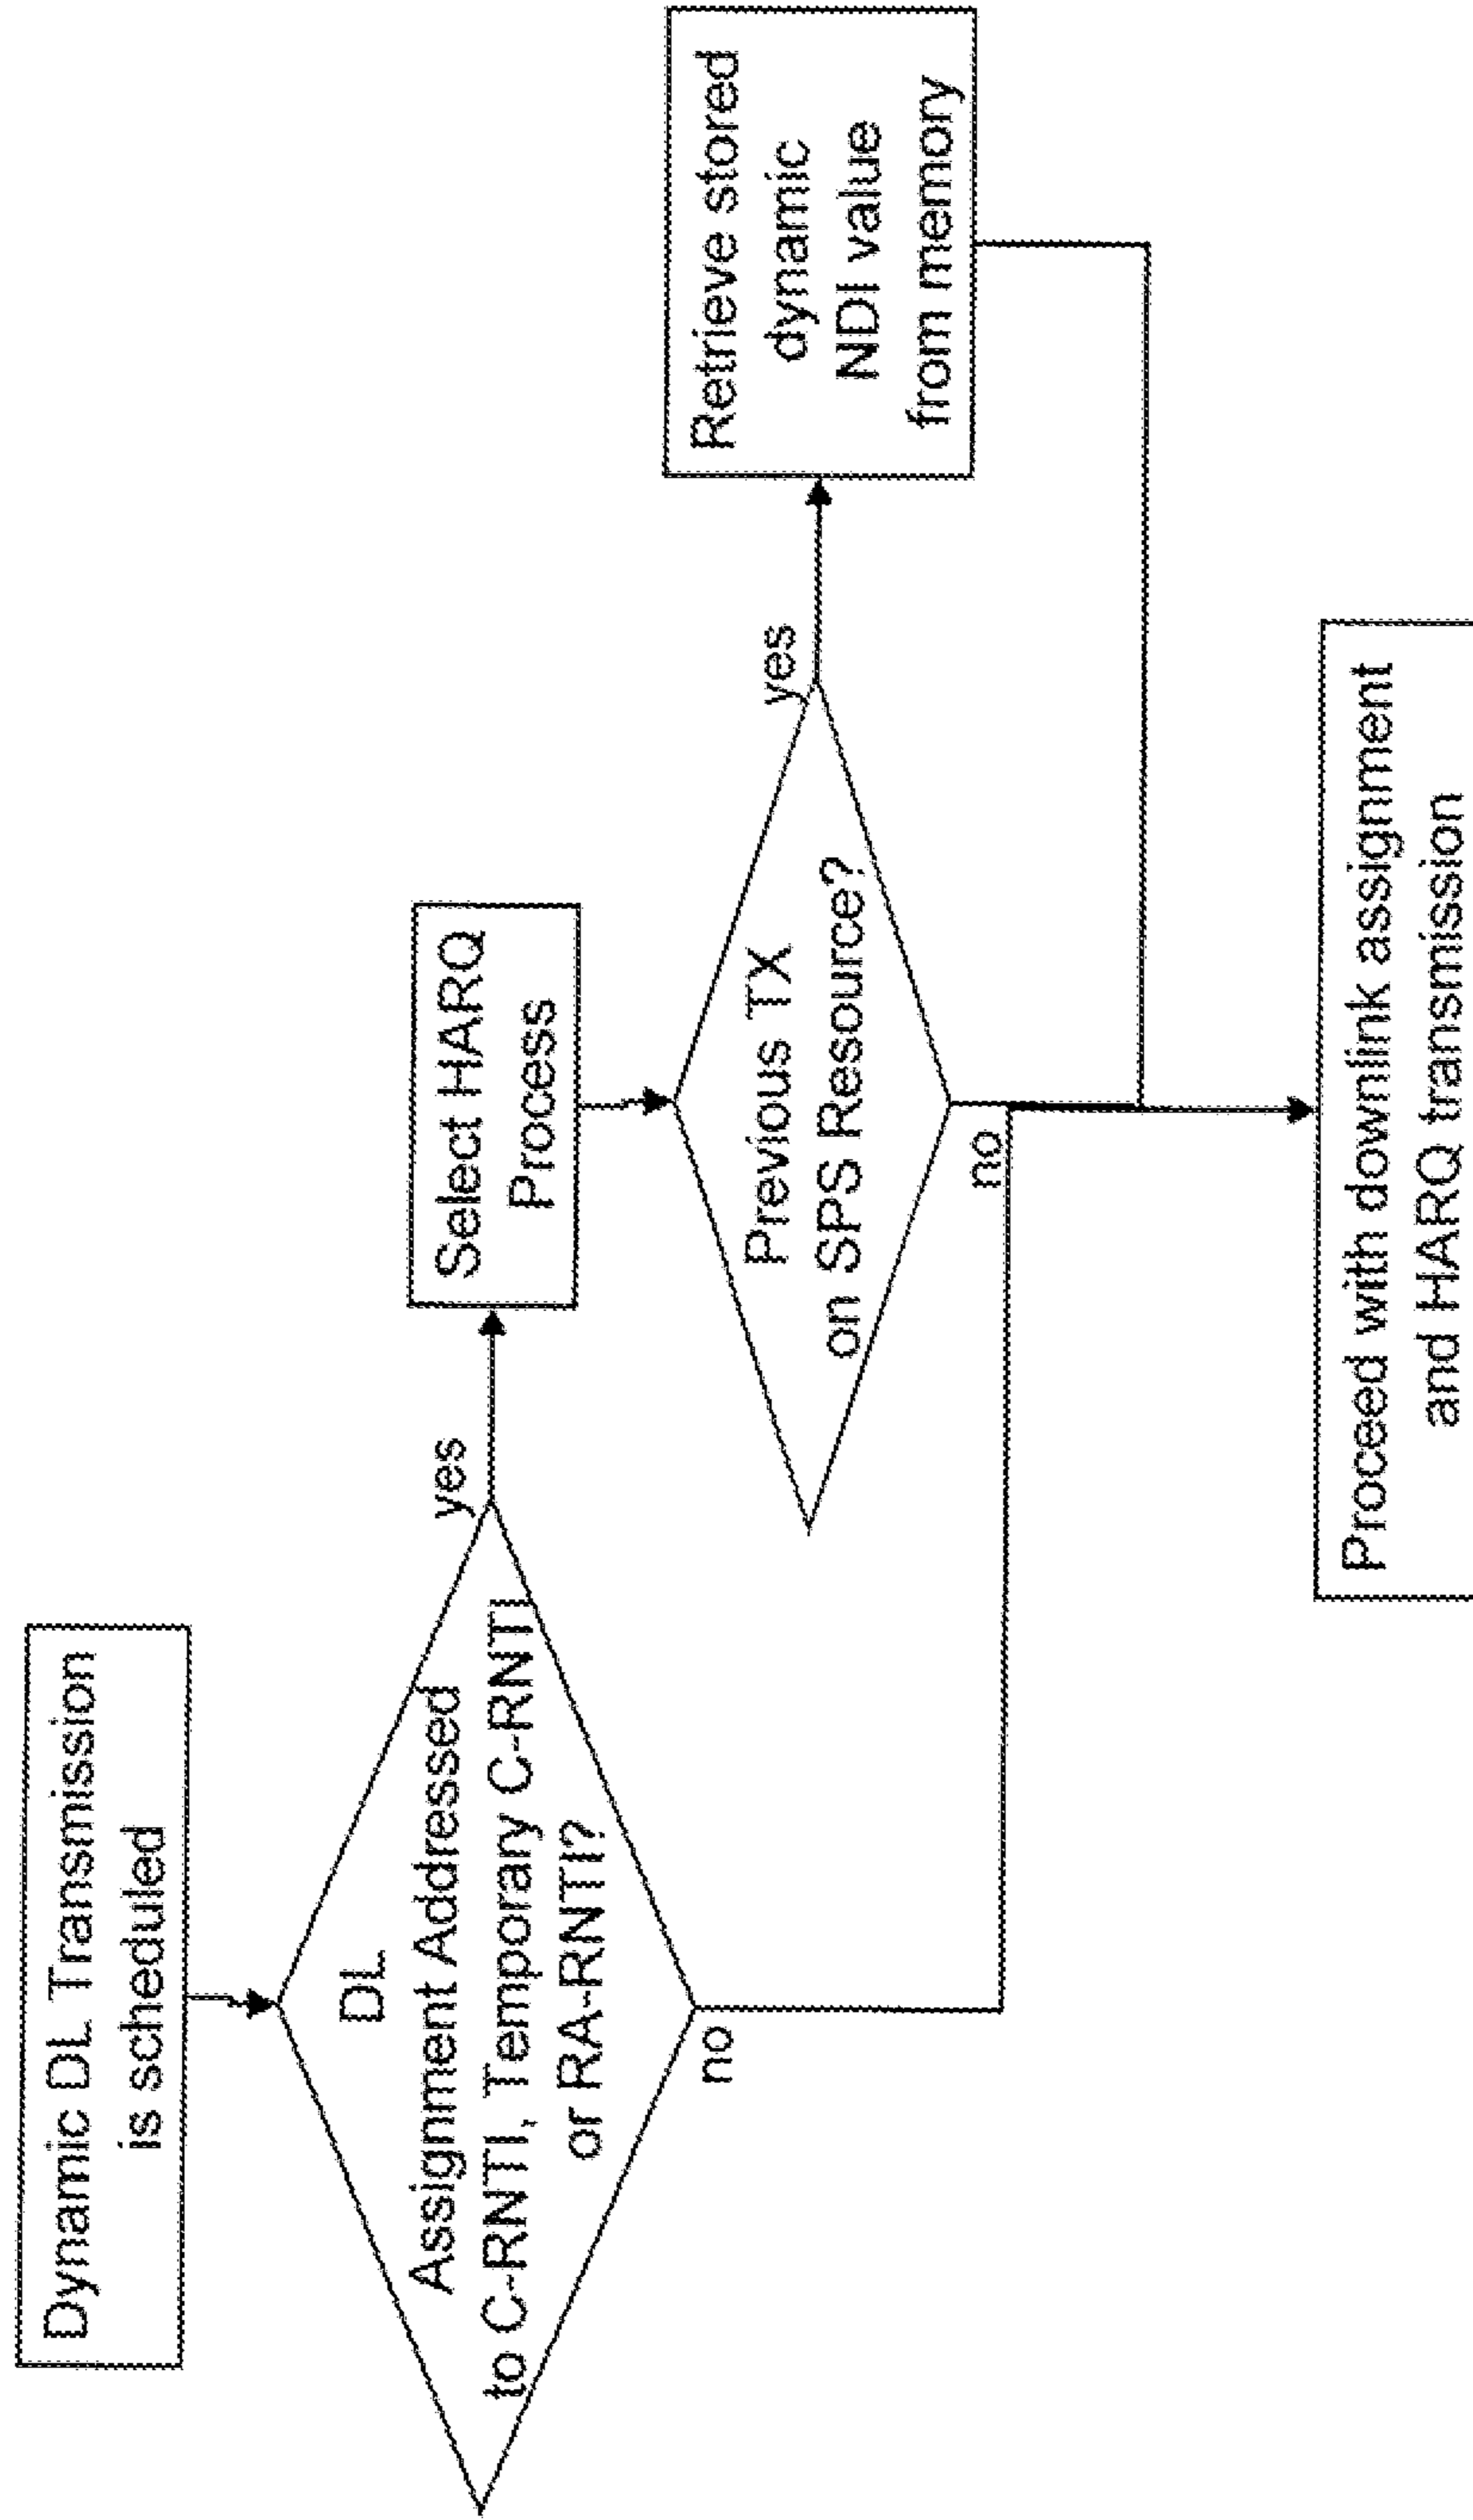 Dynamic DL Transmission
is scheduled
DL
Assignment Addressed
to C-RNTI, Temporary C-RNTI
or RA-RNTI?
yes
no
Select HARQ
Process
Previous TX
on SPS Resource?
yes
no
Retrieve stored
dynamic
NDI value
from memory
Proceed with downlink assignment
and HARQ transmission